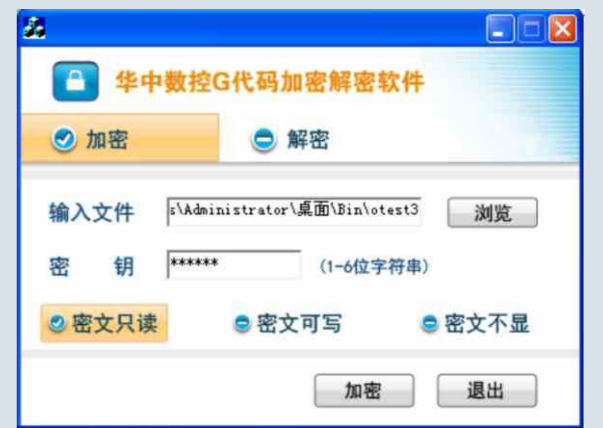 华中数控G代码加密解密软件
加密 解密
输入文件 s\Administrator\桌面\Bin\otest3 浏览
密 钥 ****** (1-6位字符串)
密文只读 密文可写 密文不显
加密 退出